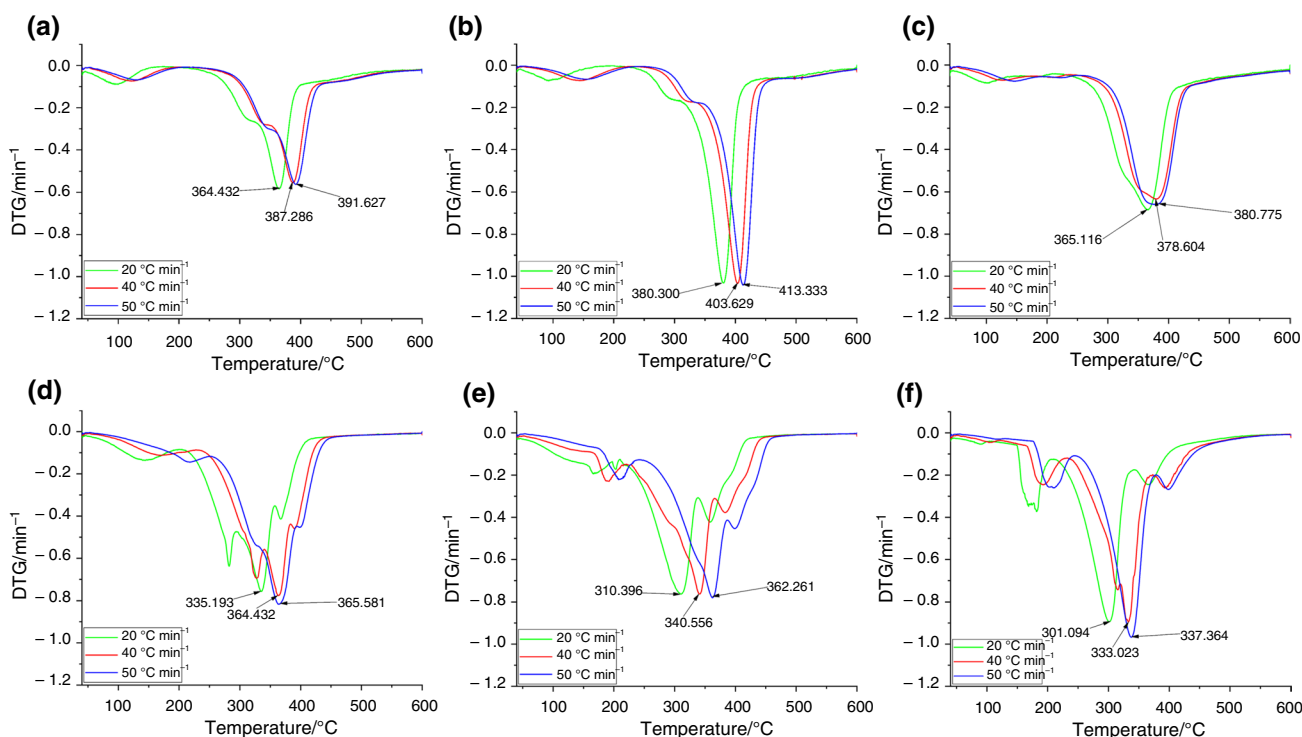 (a)
0.0
– 0.2
– 0.4
– 0.6
– 0.8
– 1.0
– 1.2
DTG/min⁻¹
364.432
387.286
391.627
20 °C min⁻¹
40 °C min⁻¹
50 °C min⁻¹
100 200 300 400 500 600
Temperature/°C
(b)
0.0
– 0.2
– 0.4
– 0.6
– 0.8
– 1.0
– 1.2
DTG/min⁻¹
380.300
403.629
413.333
20 °C min⁻¹
40 °C min⁻¹
50 °C min⁻¹
100 200 300 400 500 600
Temperature/°C
(c)
0.0
– 0.2
– 0.4
– 0.6
– 0.8
– 1.0
– 1.2
DTG/min⁻¹
365.116
378.604
380.775
20 °C min⁻¹
40 °C min⁻¹
50 °C min⁻¹
100 200 300 400 500 600
Temperature/°C
(d)
0.0
– 0.2
– 0.4
– 0.6
– 0.8
– 1.0
– 1.2
DTG/min⁻¹
335.193
364.432
365.581
20 °C min⁻¹
40 °C min⁻¹
50 °C min⁻¹
100 200 300 400 500 600
Temperature/°C
(e)
0.0
– 0.2
– 0.4
– 0.6
– 0.8
– 1.0
– 1.2
DTG/min⁻¹
310.396
340.556
362.261
20 °C min⁻¹
40 °C min⁻¹
50 °C min⁻¹
100 200 300 400 500 600
Temperature/°C
(f)
0.0
– 0.2
– 0.4
– 0.6
– 0.8
– 1.0
– 1.2
DTG/min⁻¹
301.094
333.023
337.364
20 °C min⁻¹
40 °C min⁻¹
50 °C min⁻¹
100 200 300 400 500 600
Temperature/°C